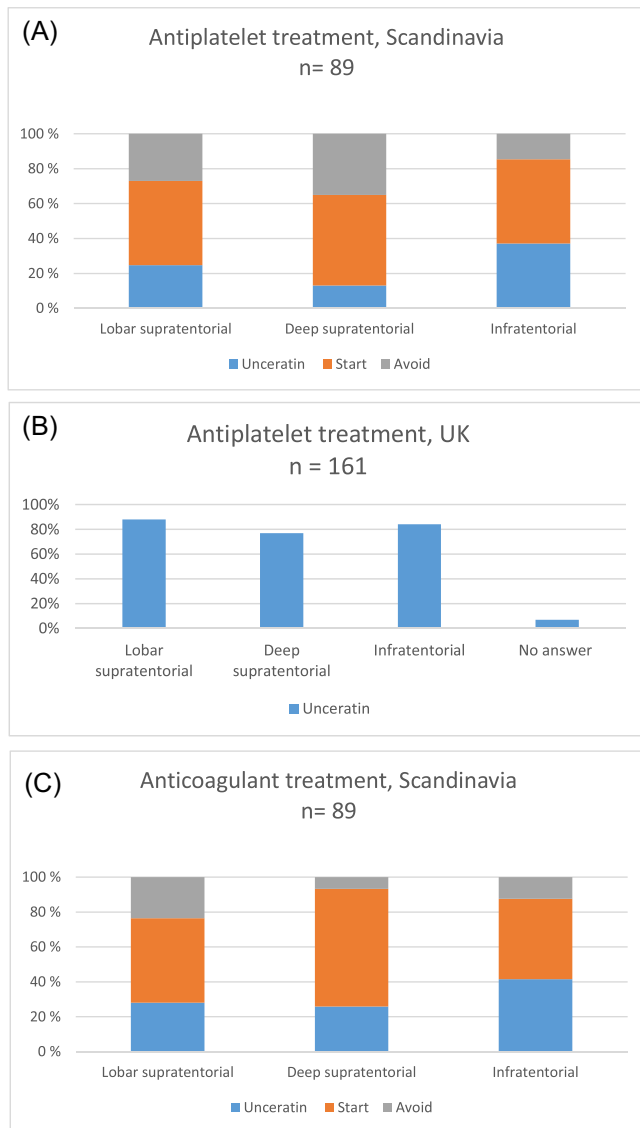 (A)
Antiplatelet treatment, Scandinavia
n= 89
100 %
80 %
60 %
40 %
20 %
0 %
Lobar supratentorial Deep supratentorial Infratentorial
Unceratin Start Avoid
(B)
Antiplatelet treatment, UK
n = 161
100%
80%
60%
40%
20%
0%
Lobar supratentorial
Deep supratentorial
Infratentorial
No answer
Unceratin
(C)
Anticoagulant treatment, Scandinavia
n= 89
100 %
80 %
60 %
40 %
20 %
0 %
Lobar supratentorial Deep supratentorial Infratentorial
Unceratin Start Avoid